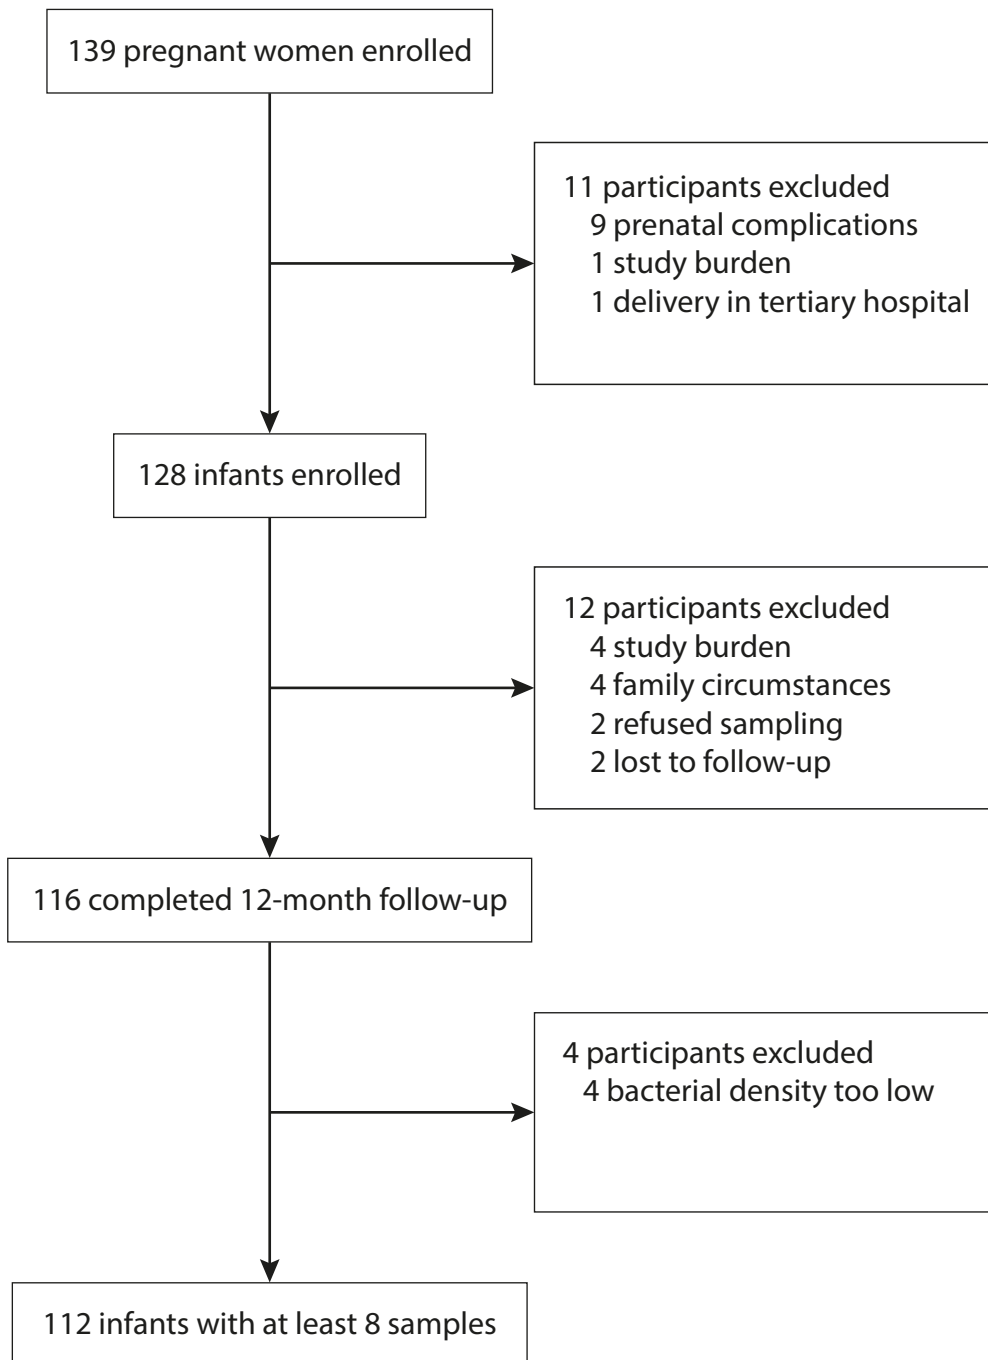 139 pregnant women enrolled
11 participants excluded
9 prenatal complications
1 study burden
1 delivery in tertiary hospital
128 infants enrolled
12 participants excluded
4 study burden
4 family circumstances
2 refused sampling
2 lost to follow-up
116 completed 12-month follow-up
4 participants excluded
4 bacterial density too low
112 infants with at least 8 samples